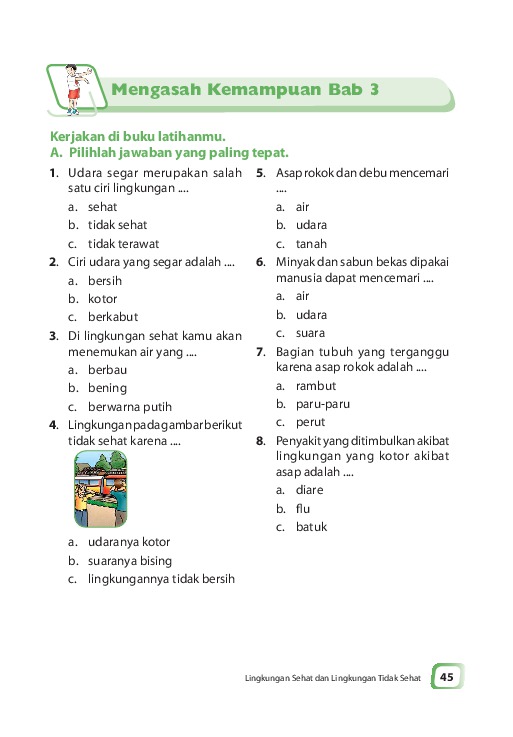 Mengasah Kemampuan Bab 3
Kerjakan di buku latihanmu.
A. Pilihlah jawaban yang paling tepat.
1. Udara segar merupakan salah
satu ciri lingkungan ....
a. sehat
b. tidak sehat
c. tidak terawat
2. Ciri udara yang segar adalah ....
a. bersih
b. kotor
c. berkabut
3. Di lingkungan sehat kamu akan
menemukan air yang ....
a. berbau
b. bening
c. berwarna putih
4. Lingkungan pada gambar berikut
tidak sehat karena ....
a. udaranya kotor
b. suaranya bising
c. lingkungannya tidak bersih
5. Asap rokok dan debu mencemari
....
a. air
b. udara
c. tanah
6. Minyak dan sabun bekas dipakai
manusia dapat mencemari ....
a. air
b. udara
c. suara
7. Bagian tubuh yang terganggu
karena asap rokok adalah ....
a. rambut
b. paru-paru
c. perut
8. Penyakit yang ditimbulkan akibat
lingkungan yang kotor akibat
asap adalah ....
a. diare
b. flu
c. batuk
Lingkungan Sehat dan Lingkungan Tidak Sehat 45